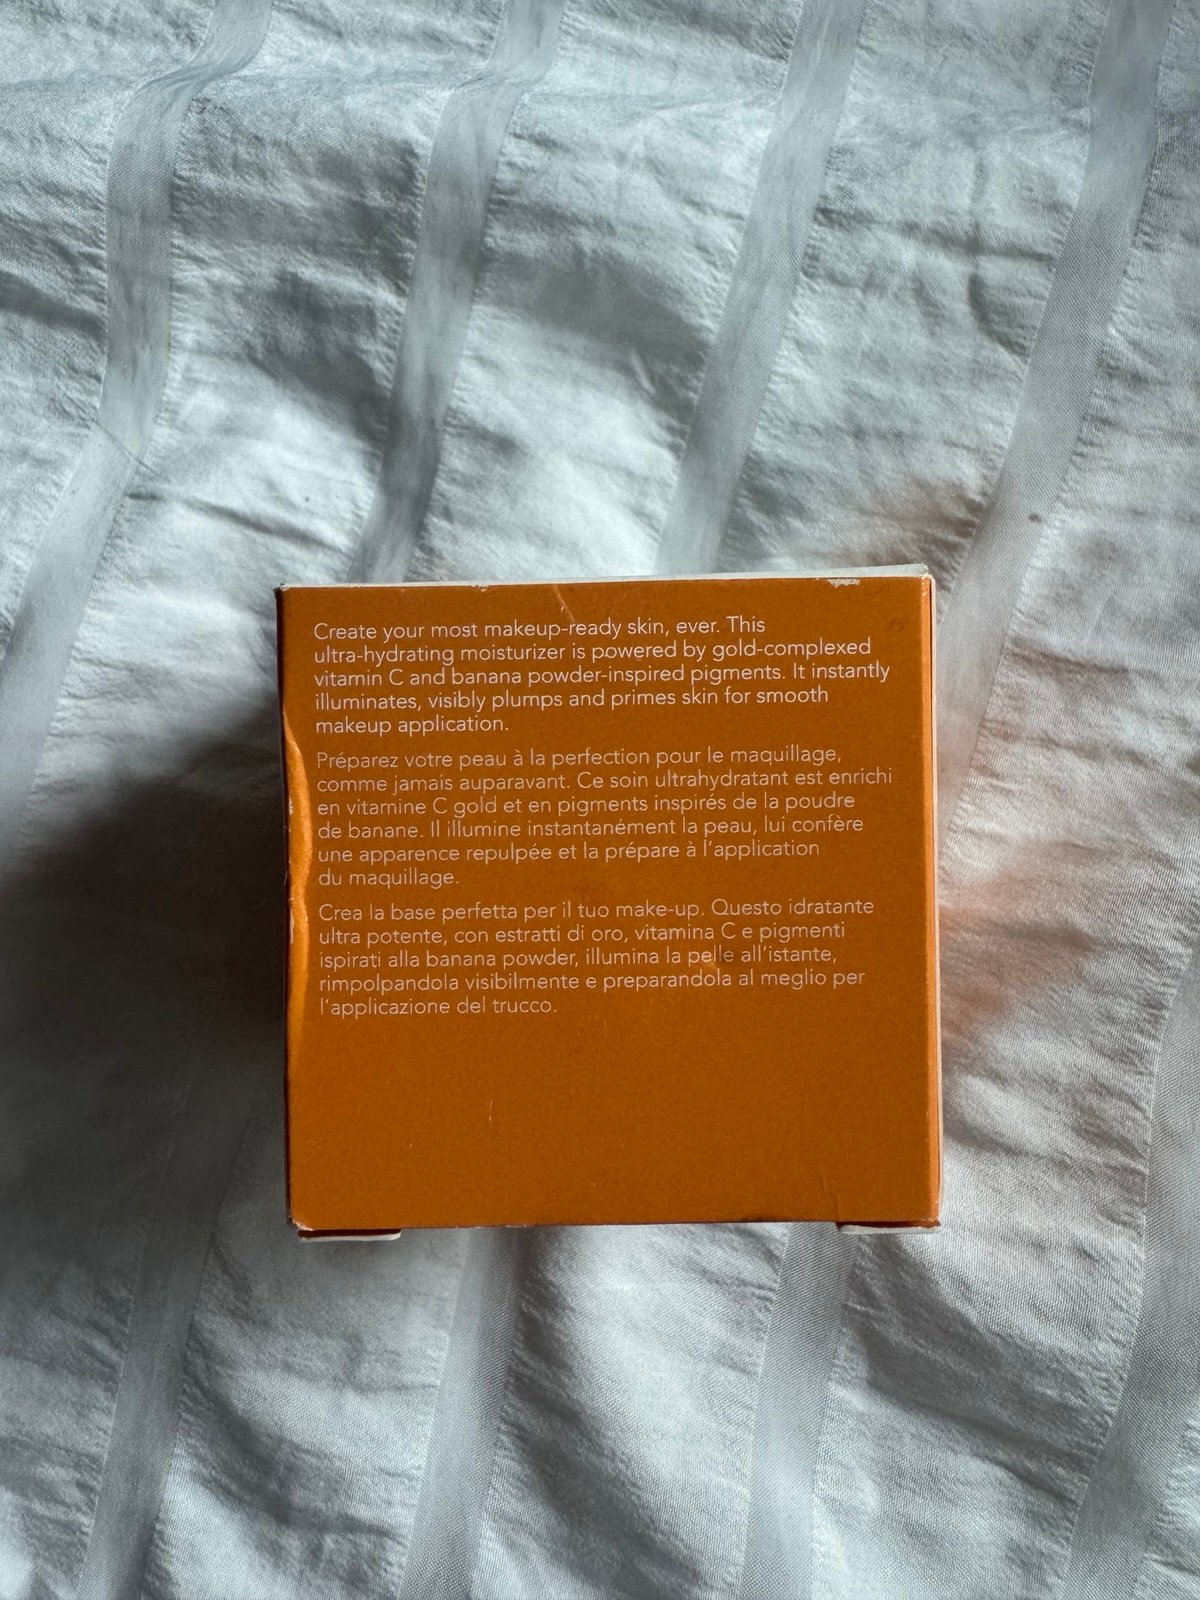 Create your most makeup-ready skin, ever. This
ultra-hydrating moisturizer is powered by gold-complexed
vitamin C and banana powder-inspired pigments. It instantly
illuminates, visibly plumps and primes skin for smooth
makeup application.
Préparez votre peau à la perfection pour le maquillage,
comme jamais auparavant. Ce soin ultrahydratant est enrichi
en vitamine C gold et en pigments inspirés de la poudre
de banane. Il illumine instantanément la peau, lui confère
une apparence repulpée et la prépare à l'application
du maquillage.
Crea la base perfetta per il tuo make-up. Questo idratante
ultra potente, con estratti di oro, vitamina C e pigmenti
ispirati alla banana powder, illumina la pelle all'istante,
rimpolpandola visibilmente e preparandola al meglio per
l'applicazione del trucco.